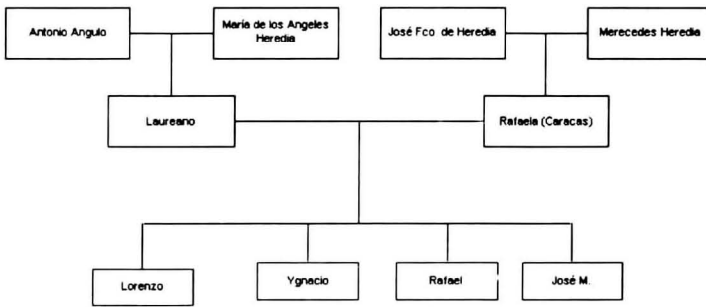 Antonio Angulo
María de los Angeles
Heredia
José Fco. de Heredia
Merecedes Heredia
Laureano
Rafaela (Caracas)
Lorenzo
Ygnacio
Rafael
José M.